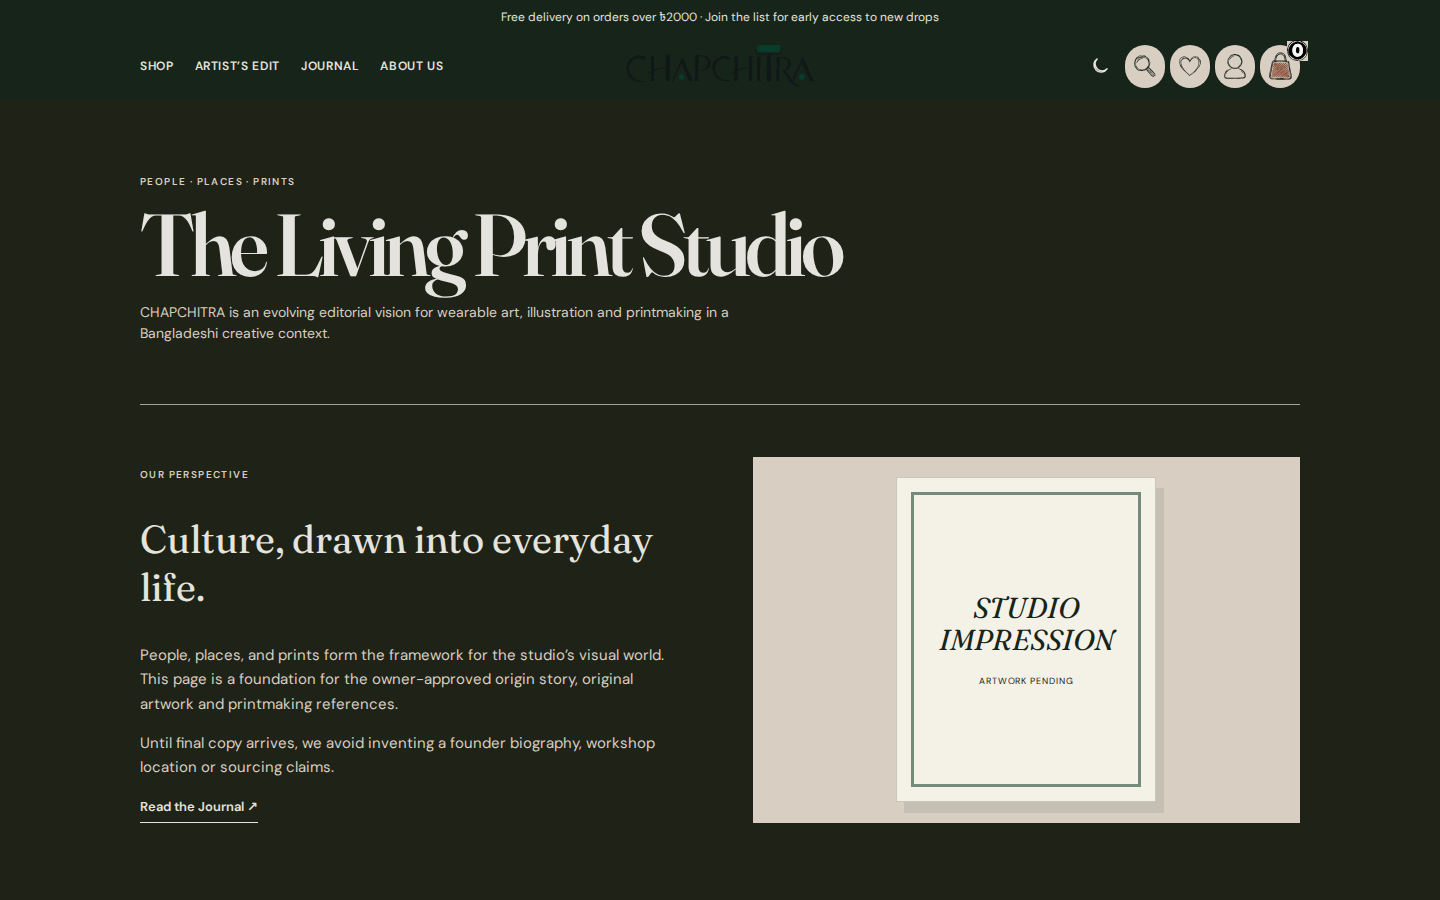 Free delivery on orders over ৳2000 · Join the list for early access to new drops
SHOP ARTIST’S EDIT JOURNAL ABOUT US
CHAPCHITRA
0
PEOPLE · PLACES · PRINTS
The Living Print Studio
CHAPCHITRA is an evolving editorial vision for wearable art, illustration and printmaking in a
Bangladeshi creative context.
OUR PERSPECTIVE
Culture, drawn into everyday
life.
People, places, and prints form the framework for the studio’s visual world.
This page is a foundation for the owner-approved origin story, original
artwork and printmaking references.
Until final copy arrives, we avoid inventing a founder biography, workshop
location or sourcing claims.
Read the Journal ↗
STUDIO
IMPRESSION
ARTWORK PENDING